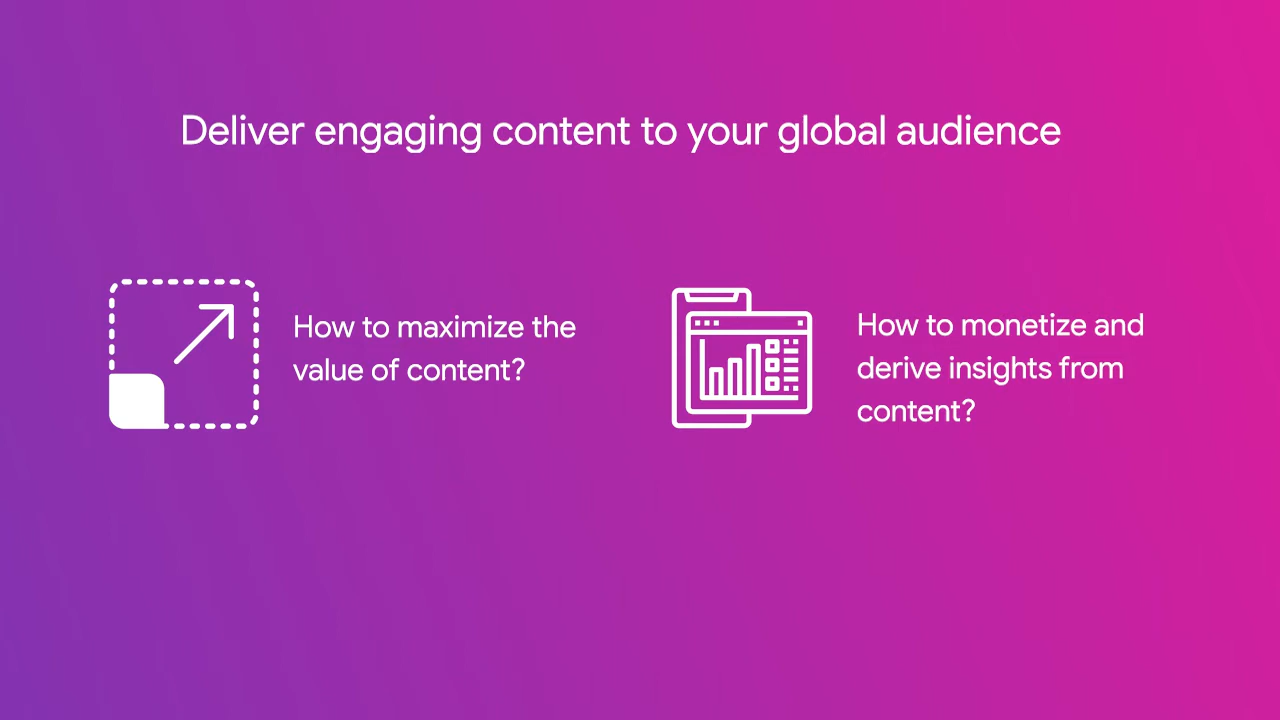 Deliver engaging content to your global audience
How to maximize the
value of content?
How to monetize and
derive insights from
content?